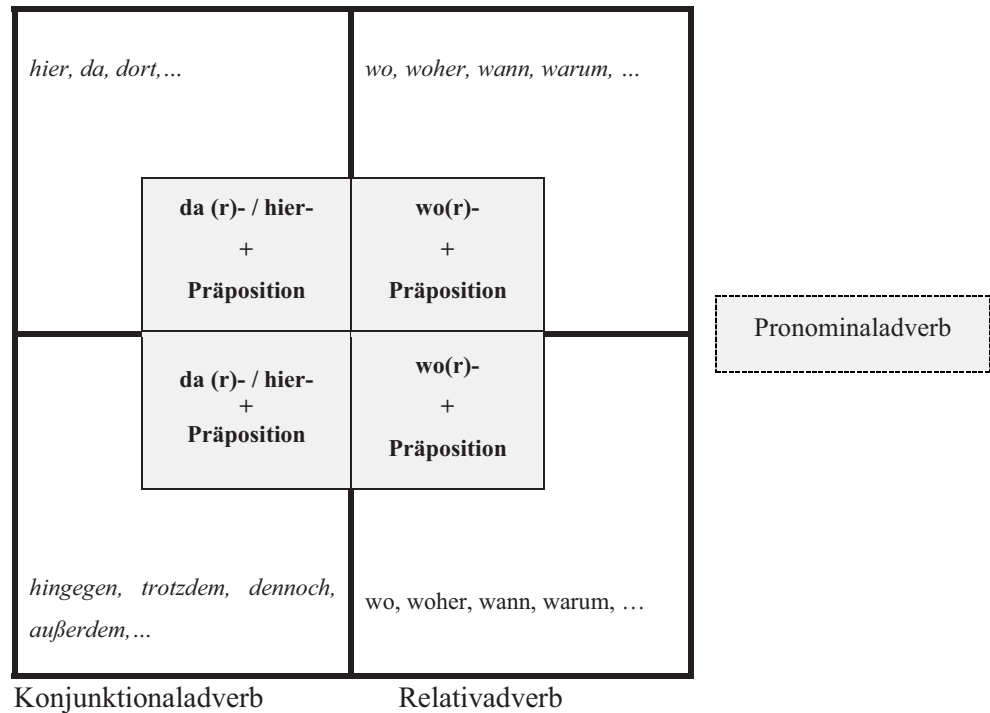 hier, da, dort,…
wo, woher, wann, warum, …
da (r)- / hier-
+
Präposition
wo(r)-
+
Präposition
Pronominaladverb
da (r)- / hier-
+
Präposition
wo(r)-
+
Präposition
hingegen, trotzdem, dennoch,
außerdem,…
wo, woher, wann, warum, …
Konjunktionaladverb
Relativadverb